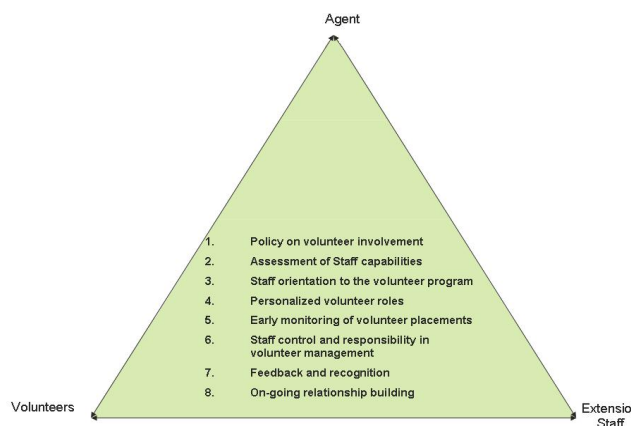 Agent
1. Policy on volunteer involvement
2. Assessment of Staff capabilities
3. Staff orientation to the volunteer program
4. Personalized volunteer roles
5. Early monitoring of volunteer placements
6. Staff control and responsibility in
volunteer management
7. Feedback and recognition
8. On-going relationship building
Volunteers
Extensio
Staff